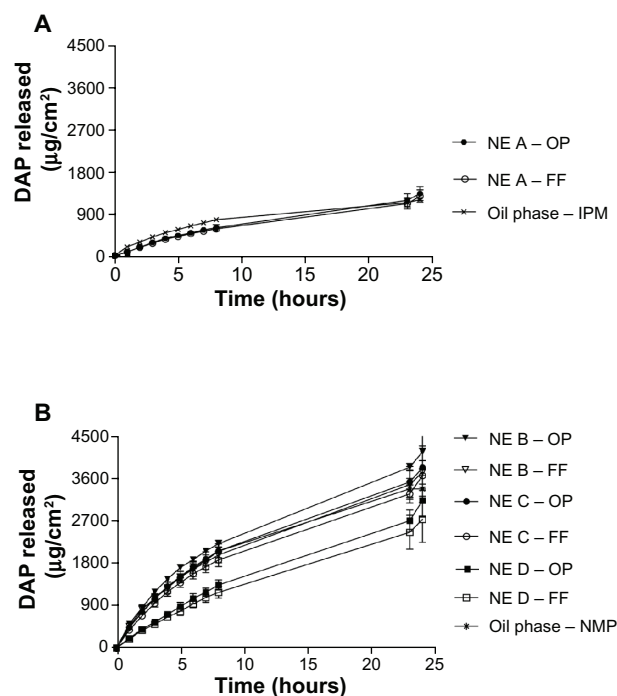 A
4500
3600
2700
1800
900
0
DAP released
(µg/cm²)
0 5 10 15 20 25
Time (hours)
NE A – OP
NE A – FF
Oil phase – IPM
B
4500
3600
2700
1800
900
0
DAP released
(µg/cm²)
0 5 10 15 20 25
Time (hours)
NE B – OP
NE B – FF
NE C – OP
NE C – FF
NE D – OP
NE D – FF
Oil phase – NMP